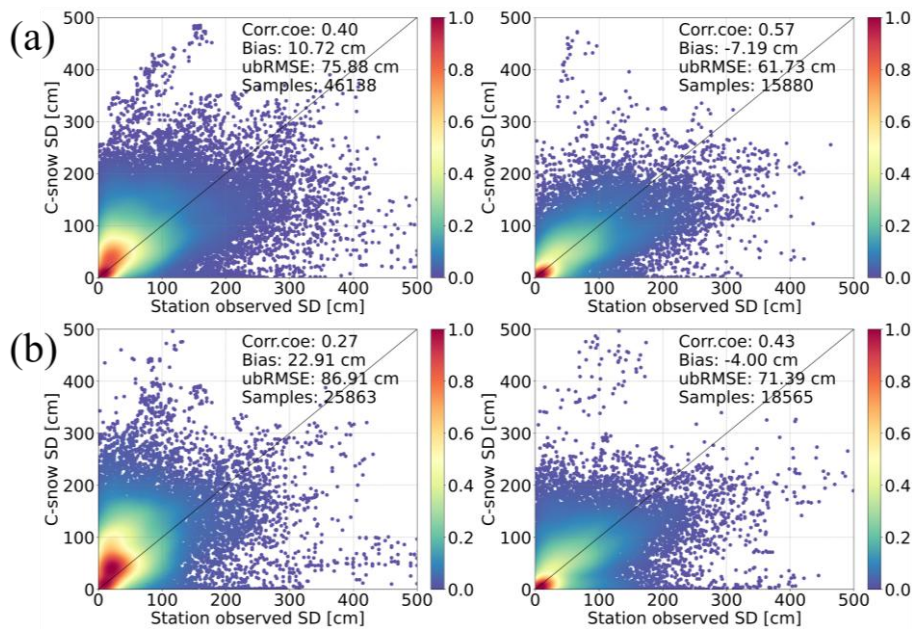 (a)
500
400
300
200
100
0
C-snow SD [cm]
Corr.coe: 0.40
Bias: 10.72 cm
ubRMSE: 75.88 cm
Samples: 46138
0 100 200 300 400 500
Station observed SD [cm]
1.0
0.8
0.6
0.4
0.2
0.0
500
400
300
200
100
0
C-snow SD [cm]
Corr.coe: 0.57
Bias: -7.19 cm
ubRMSE: 61.73 cm
Samples: 15880
0 100 200 300 400 500
Station observed SD [cm]
1.0
0.8
0.6
0.4
0.2
0.0
(b)
500
400
300
200
100
0
C-snow SD [cm]
Corr.coe: 0.27
Bias: 22.91 cm
ubRMSE: 86.91 cm
Samples: 25863
0 100 200 300 400 500
Station observed SD [cm]
1.0
0.8
0.6
0.4
0.2
0.0
500
400
300
200
100
0
C-snow SD [cm]
Corr.coe: 0.43
Bias: -4.00 cm
ubRMSE: 71.39 cm
Samples: 18565
0 100 200 300 400 500
Station observed SD [cm]
1.0
0.8
0.6
0.4
0.2
0.0